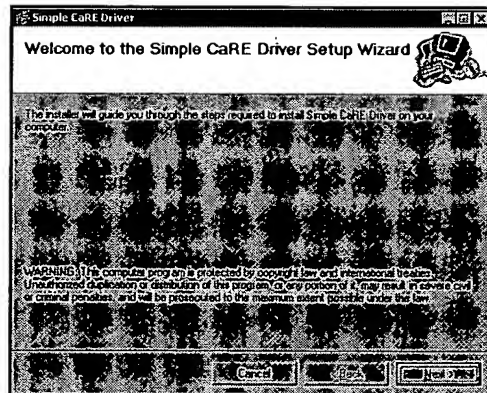 Simple CaRE Driver
Welcome to the Simple CaRE Driver Setup Wizard
The installer will guide you through the steps required to install Simple CaRE Driver on your
computer.
WARNING: This computer program is protected by copyright law and international treaties.
Unauthorized duplication or distribution of this program, or any portion of it, may result in severe civil
or criminal penalties, and will be prosecuted to the maximum extent possible under the law.
Cancel
Next >